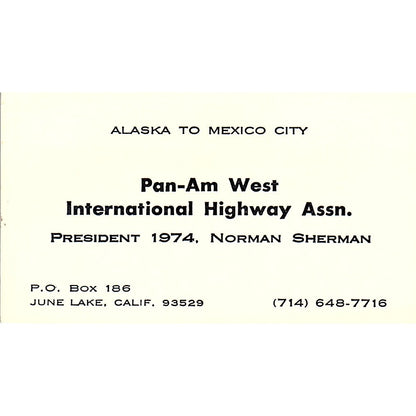 ALASKA TO MEXICO CITY
Pan-Am West
International Highway Assn.
PRESIDENT 1974, NORMAN SHERMAN
P.O. BOX 186
JUNE LAKE, CALIF. 93529
(714) 648-7716